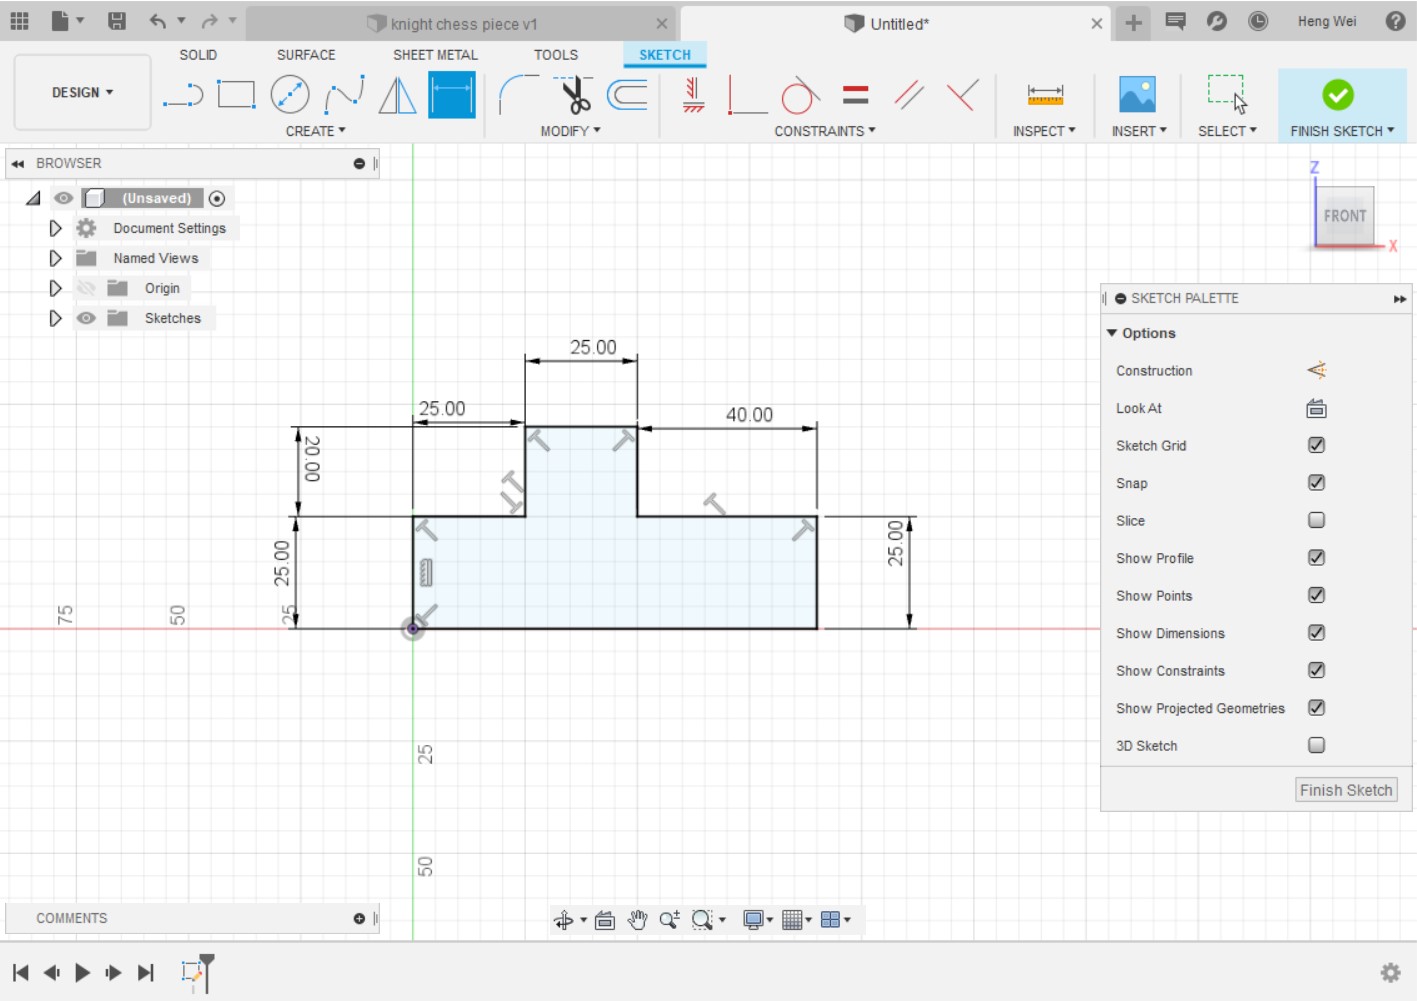 knight chess piece v1
Untitled*
Heng Wei
DESIGN
SOLID
SURFACE
SHEET METAL
TOOLS
SKETCH
CREATE
MODIFY
CONSTRAINTS
INSPECT
INSERT
SELECT
FINISH SKETCH
BROWSER
(Unsaved)
Document Settings
Named Views
Origin
Sketches
Z
FRONT
X
SKETCH PALETTE
Options
Construction
Look At
Sketch Grid
Snap
Slice
Show Profile
Show Points
Show Dimensions
Show Constraints
Show Projected Geometries
3D Sketch
Finish Sketch
25.00
25.00
40.00
20.00
25.00
25.00
75
50
25
25
50
COMMENTS